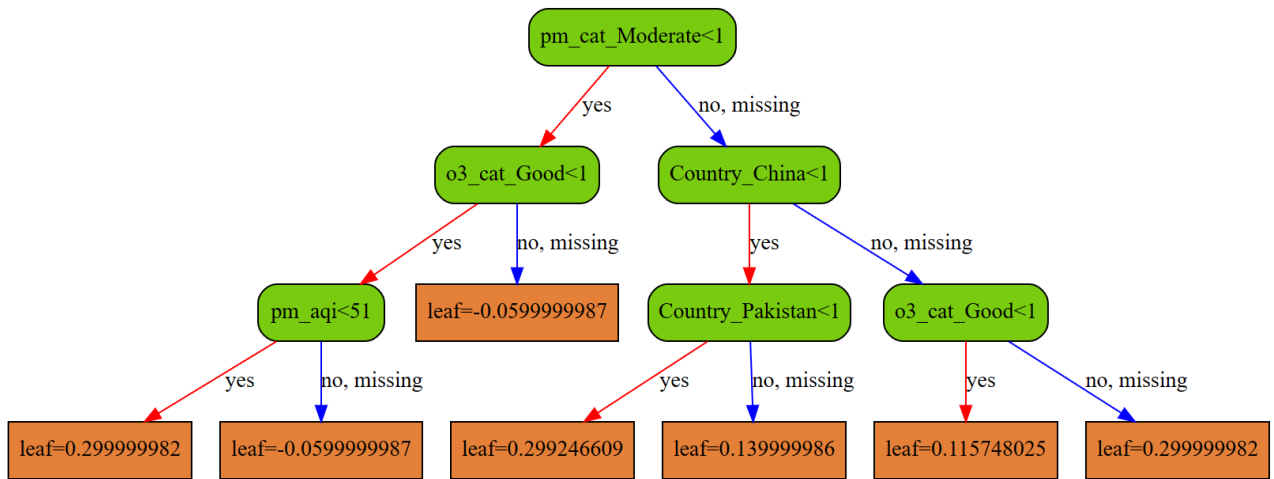 pm_cat_Moderate<1
yes
no, missing
o3_cat_Good<1
Country_China<1
yes
no, missing
yes
no, missing
pm_aqi<51
leaf=-0.0599999987
Country_Pakistan<1
o3_cat_Good<1
yes
no, missing
yes
no, missing
yes
no, missing
leaf=0.299999982
leaf=-0.0599999987
leaf=0.299246609
leaf=0.139999986
leaf=0.115748025
leaf=0.299999982